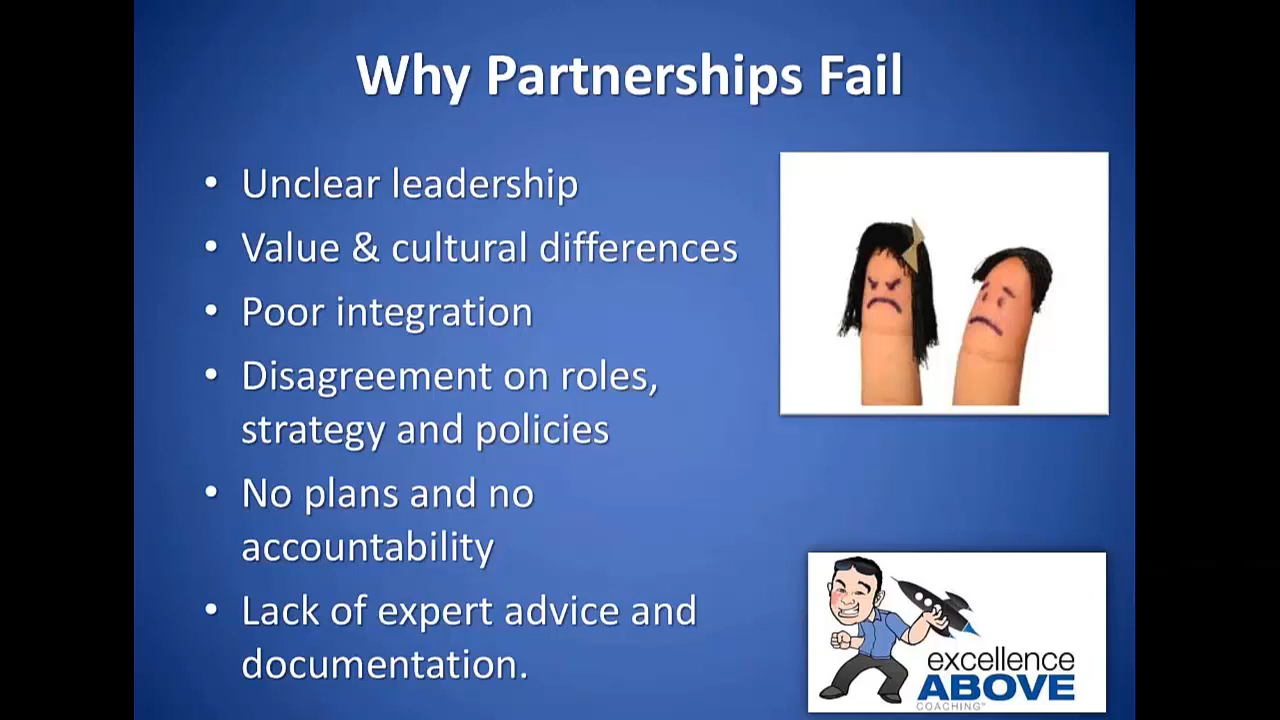 Why Partnerships Fail
• Unclear leadership
• Value & cultural differences
• Poor integration
• Disagreement on roles,
strategy and policies
• No plans and no
accountability
• Lack of expert advice and
documentation.
excellence
ABOVE
COACHING™